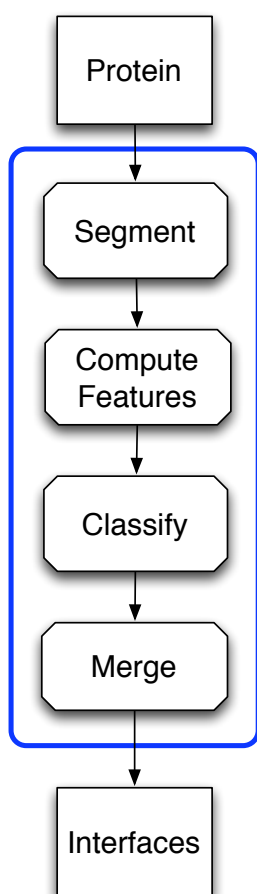 Protein
Segment
Compute
Features
Classify
Merge
Interfaces